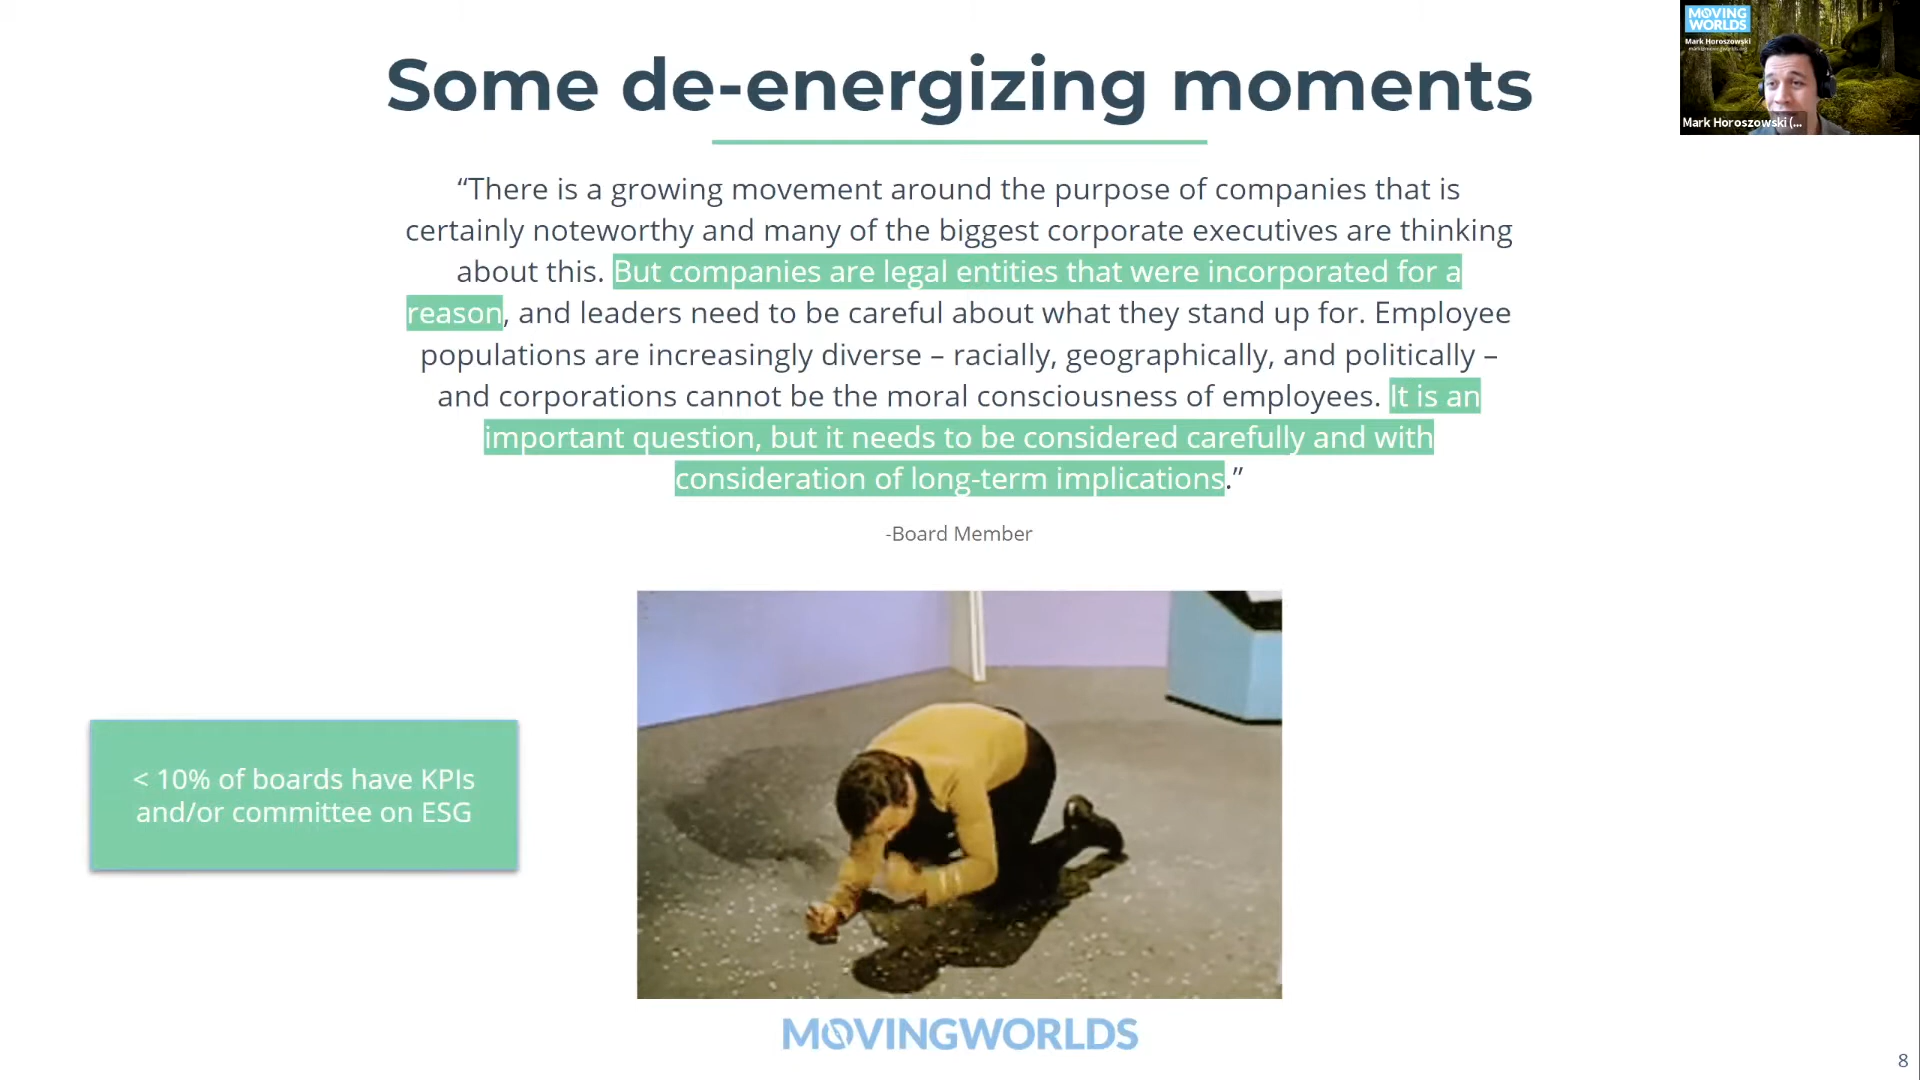 MOVING
WORLDS
Mark Horoszowski
Mark Horoszowski (...
Some de-energizing moments
“There is a growing movement around the purpose of companies that is
certainly noteworthy and many of the biggest corporate executives are thinking
about this. But companies are legal entities that were incorporated for a
reason, and leaders need to be careful about what they stand up for. Employee
populations are increasingly diverse – racially, geographically, and politically –
and corporations cannot be the moral consciousness of employees. It is an
important question, but it needs to be considered carefully and with
consideration of long-term implications.”
-Board Member
< 10% of boards have KPIs
and/or committee on ESG
MOVINGWORLDS
8